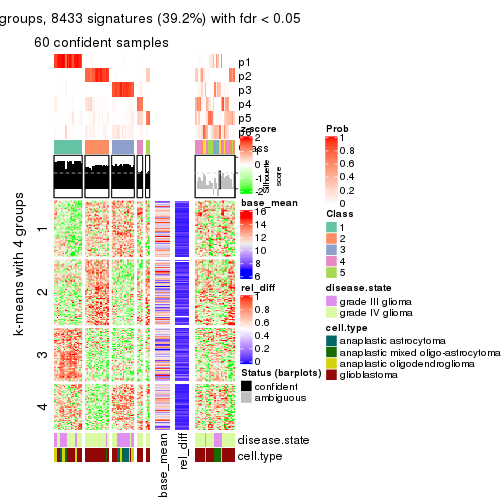 groups, 8433 signatures (39.2%) with fdr < 0.05
60 confident samples
p1
p2
p3
p4
p5
z-score
2
1
0
-1
-2
Silhouette
score
Prob
1
0.8
0.6
0.4
0.2
0
Class
1
2
3
4
5
k-means with 4 groups
1
2
3
4
base_mean
16
14
12
10
8
6
rel_diff
1
0.8
0.6
0.4
0.2
0
Status (barplots)
confident
ambiguous
disease.state
grade III glioma
grade IV glioma
cell.type
anaplastic astrocytoma
anaplastic mixed oligo-astrocytoma
anaplastic oligodendroglioma
glioblastoma
disease.state
cell.type
base_mean
rel_diff